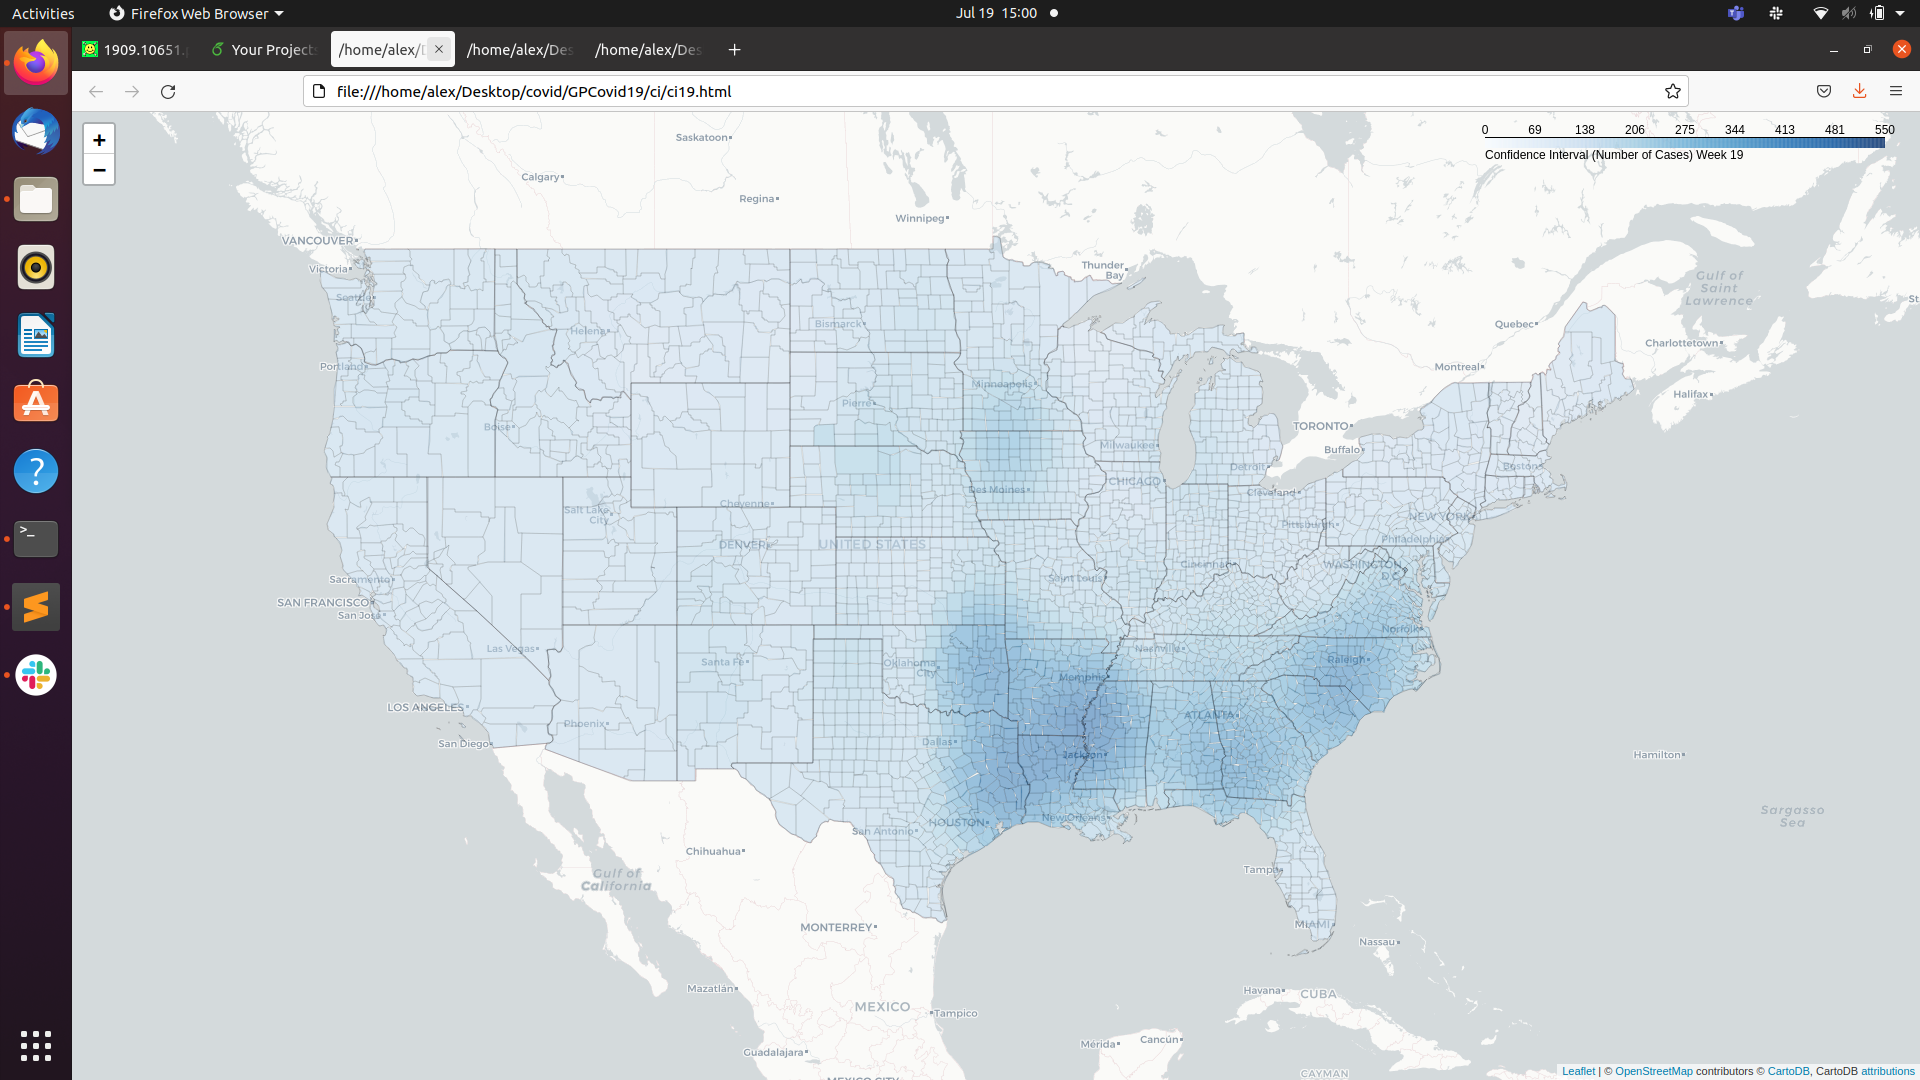 Activities
Firefox Web Browser
Jul 19 15:00
1909.10651.
Your Project
/home/alex/
/home/alex/Des
/home/alex/Des
file:///home/alex/Desktop/covid/GPCovid19/ci/ci19.html
+
−
0 69 138 206 275 344 413 481 550
Confidence Interval (Number of Cases) Week 19
Saskatoon
Calgary
Regina
Winnipeg
VANCOUVER
Victoria
Thunder
Bay
Gulf of
Saint
Lawrence
St
Seattle
Bismarck
Helena
Quebec
Charlottetown
Portland
Montreal
Minneapolis
Halifax
Pierre
Boise
TORONTO
Milwaukee
Buffalo
Detroit
Boston
CHICAGO
Des Moines
Cleveland
Cheyenne
Salt Lake
City
NEW YORK
Pittsburgh
Philadelphia
DENVER
UNITED STATES
Cincinnati
WASHINGTON
D.C.
Sacramento
Saint Louis
SAN FRANCISCO
San Jose
Norfolk
Las Vegas
Nashville
Santa Fe
Oklahoma
City
Raleigh
Memphis
LOS ANGELES
Phoenix
ATLANTA
San Diego
Dallas
Jackson
Hamilton
HOUSTON
New Orleans
San Antonio
Sargasso
Sea
Chihuahua
Gulf of
California
Tampa
MONTERREY
MIAMI
Nassau
Mazatlán
Havana
CUBA
MEXICO
Tampico
Mérida
Cancún
Guadalajara
CAYMAN
MEXICO CITY
Leaflet | © OpenStreetMap contributors © CartoDB, CartoDB attributions